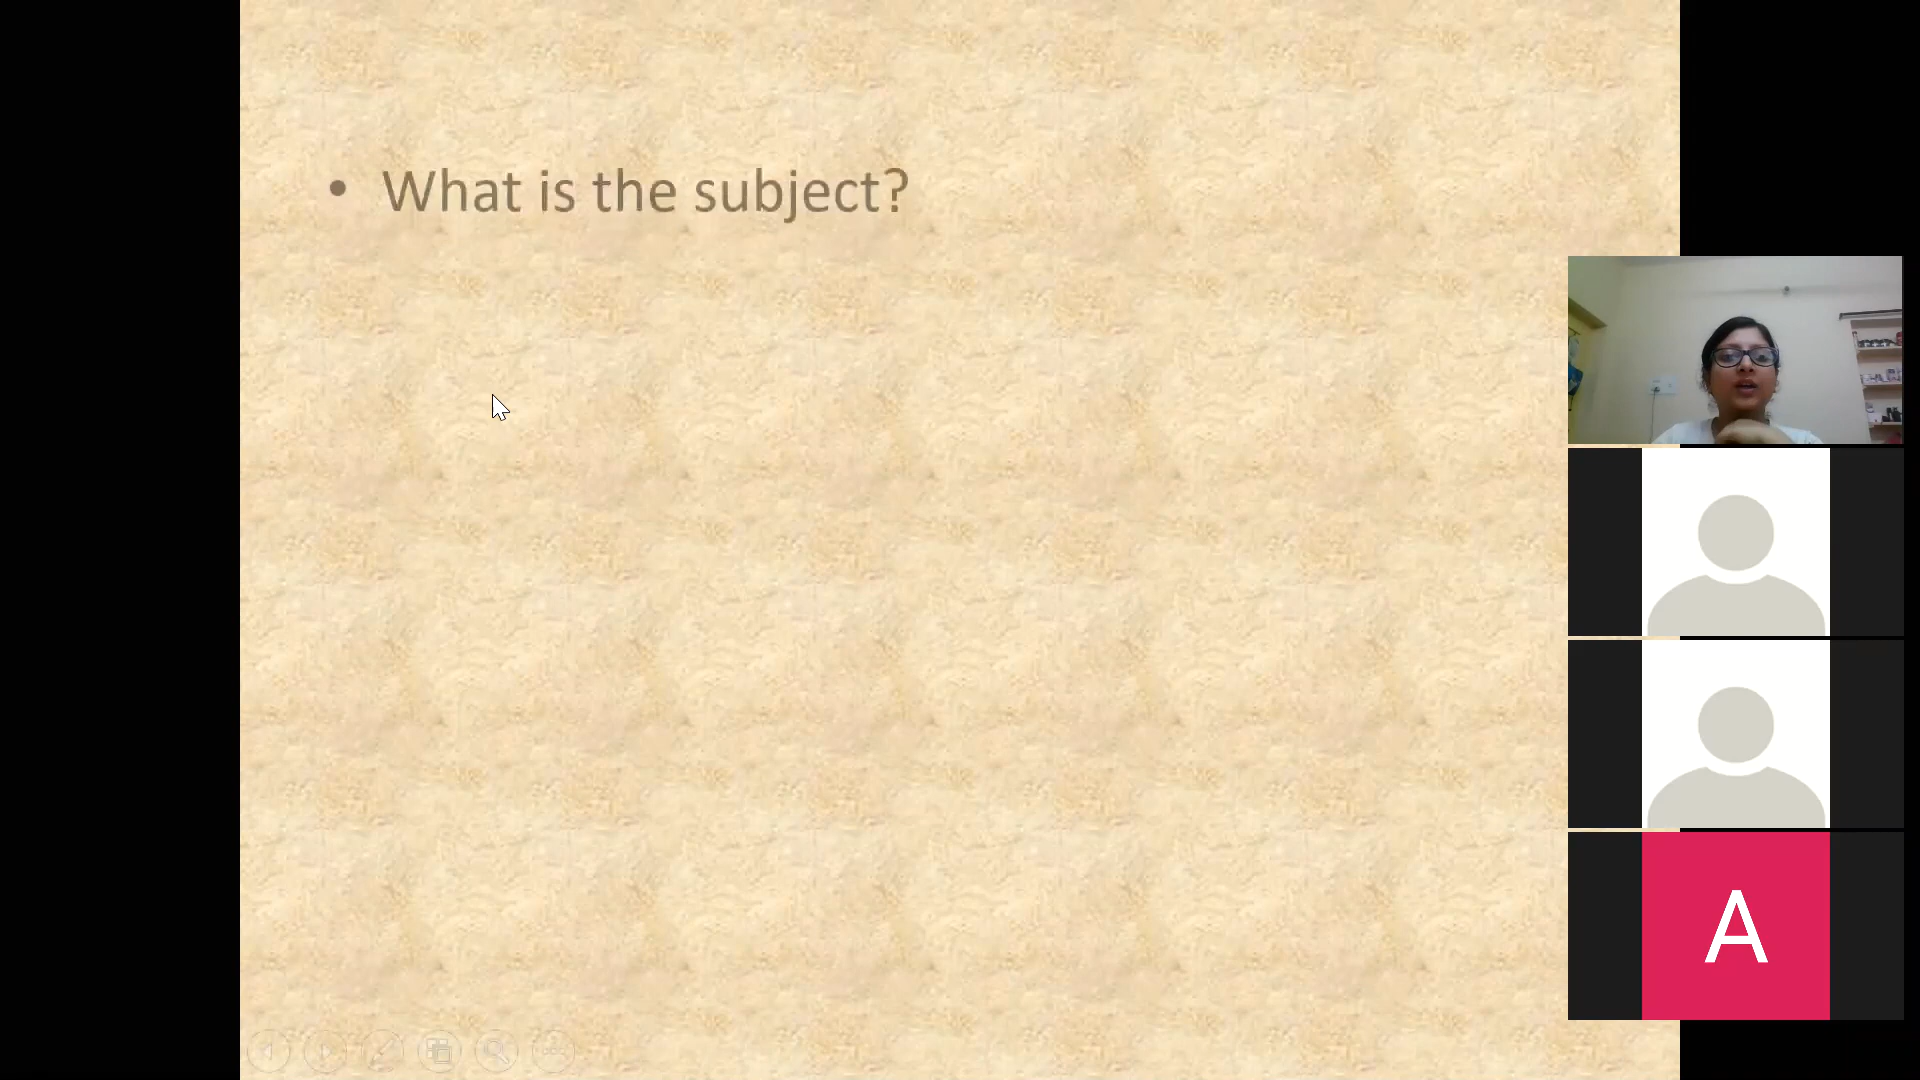 • What is the subject?
A